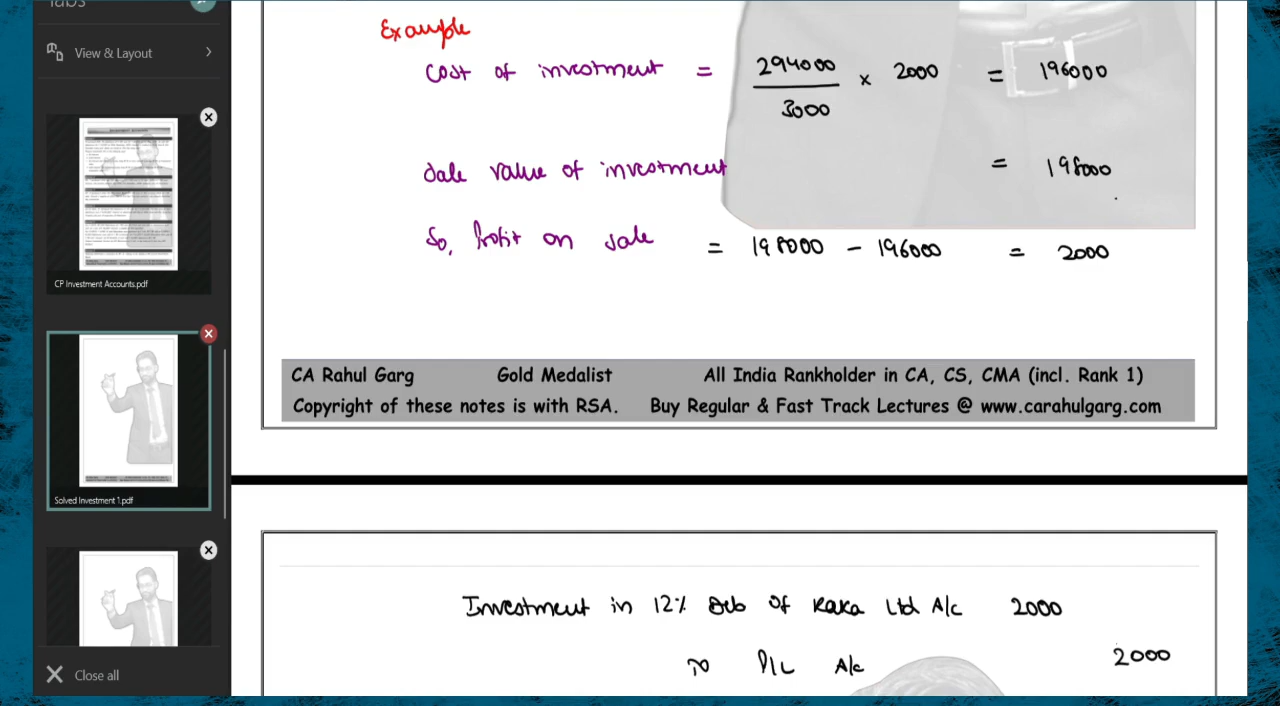 Tabs
View & Layout
CP Investment Accounts.pdf
Solved Investment 1.pdf
Close all
Example
Cost of investment = 294000 / 3000 × 2000 = 196000
Sale value of investment = 198000
So, Profit on sale = 198000 - 196000 = 2000
CA Rahul Garg Gold Medalist All India Rankholder in CA, CS, CMA (incl. Rank 1)
Copyright of these notes is with RSA. Buy Regular & Fast Track Lectures @ www.carahulgarg.com
Investment in 12% Deb of Raka Ltd A/c 2000
To P/L A/c 2000